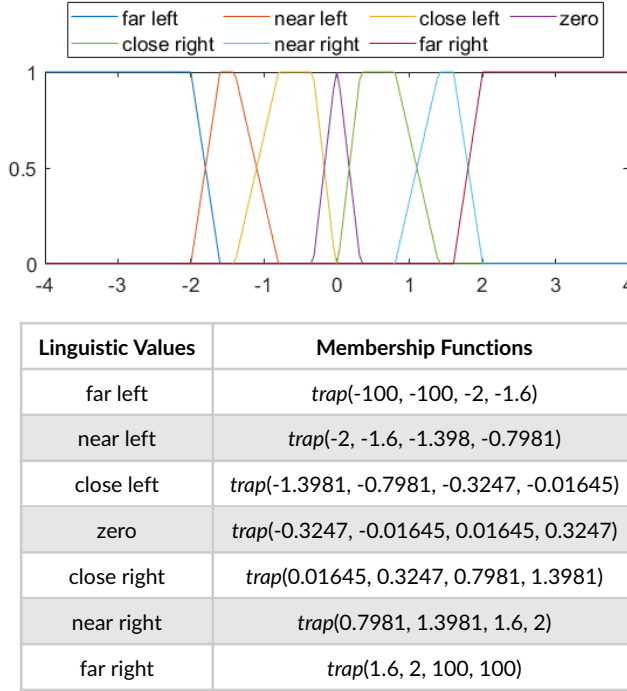 far left near left close left zero
close right near right far right
1
0.5
0
-4 -3 -2 -1 0 1 2 3 4
Linguistic Values Membership Functions
far left trap(-100, -100, -2, -1.6)
near left trap(-2, -1.6, -1.398, -0.7981)
close left trap(-1.3981, -0.7981, -0.3247, -0.01645)
zero trap(-0.3247, -0.01645, 0.01645, 0.3247)
close right trap(0.01645, 0.3247, 0.7981, 1.3981)
near right trap(0.7981, 1.3981, 1.6, 2)
far right trap(1.6, 2, 100, 100)